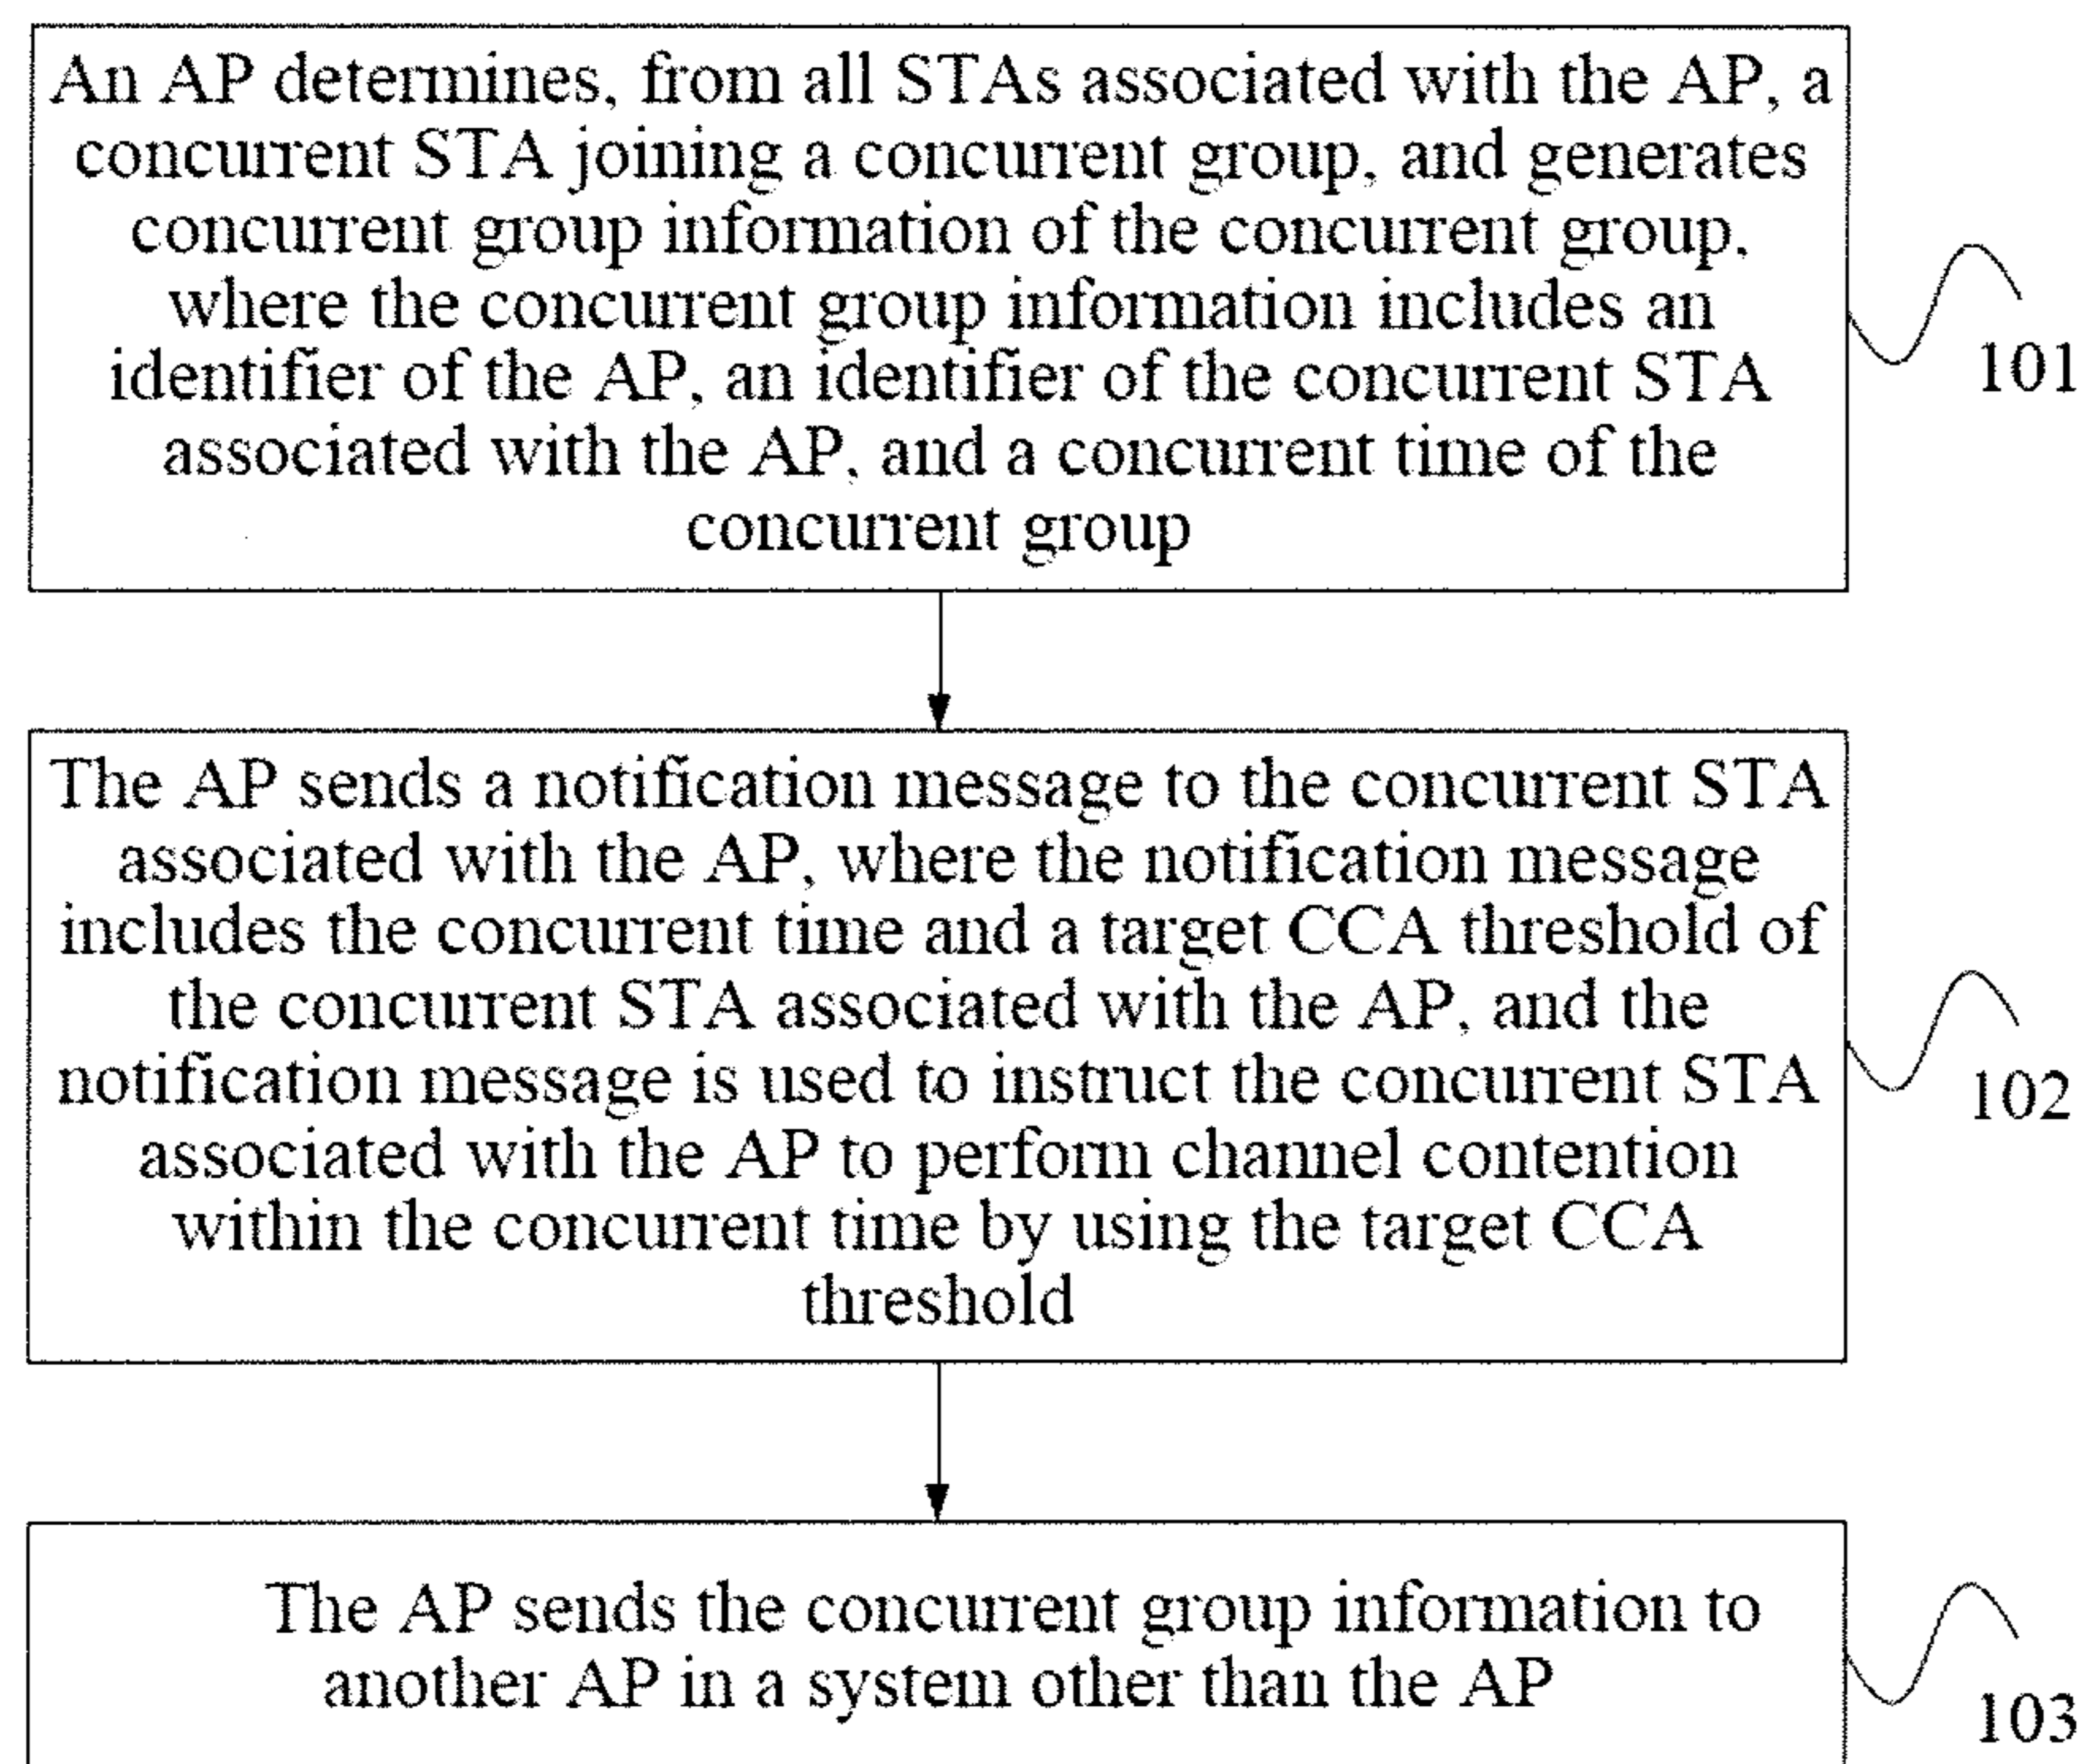 An AP determines, from all STAs associated with the AP, a
concurrent STA joining a concurrent group, and generates
concurrent group information of the concurrent group,
where the concurrent group information includes an
identifier of the AP, an identifier of the concurrent STA
associated with the AP, and a concurrent time of the
concurrent group
101
The AP sends a notification message to the concurrent STA
associated with the AP, where the notification message
includes the concurrent time and a target CCA threshold of
the concurrent STA associated with the AP, and the
notification message is used to instruct the concurrent STA
associated with the AP to perform channel contention
within the concurrent time by using the target CCA
threshold
102
The AP sends the concurrent group information to
another AP in a system other than the AP
103